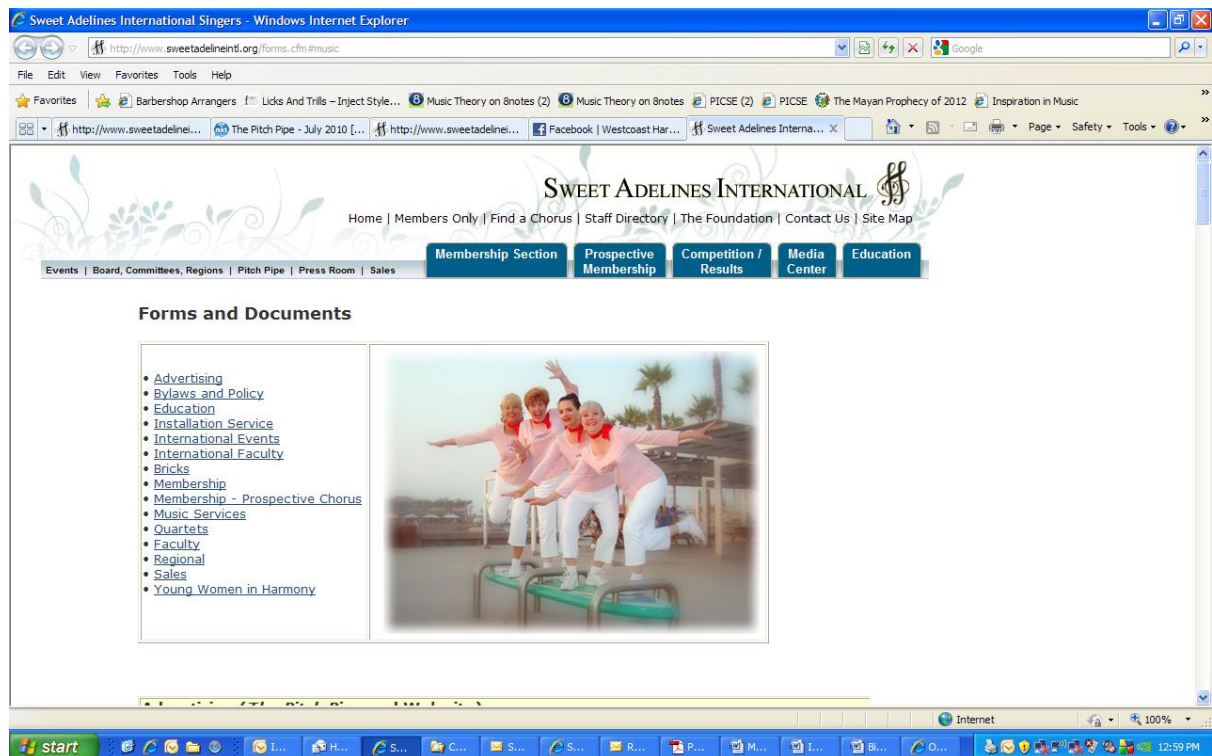 Sweet Adelines International Singers - Windows Internet Explorer
http://www.sweetadelineintl.org/forms.cfm#music
Google
File Edit View Favorites Tools Help
Favorites Barbershop Arrangers Licks And Trills – Inject Style... Music Theory on 8notes (2) Music Theory on 8notes PICSE (2) PICSE The Mayan Prophecy of 2012 Inspiration in Music
http://www.sweetadelinei... The Pitch Pipe - July 2010 [... http://www.sweetadelinei... Facebook | Westcoast Har... Sweet Adelines Interna... X Page Safety Tools
SWEET ADELINES INTERNATIONAL
Home | Members Only | Find a Chorus | Staff Directory | The Foundation | Contact Us | Site Map
Membership Section
Prospective Membership
Competition / Results
Media Center
Education
Events | Board, Committees, Regions | Pitch Pipe | Press Room | Sales
Forms and Documents
• Advertising
• Bylaws and Policy
• Education
• Installation Service
• International Events
• International Faculty
• Bricks
• Membership
• Membership - Prospective Chorus
• Music Services
• Quartets
• Faculty
• Regional
• Sales
• Young Women in Harmony
Internet 100%
start I... H... S... C... S... S... R... P... M... I... Bi... O... 12:59 PM